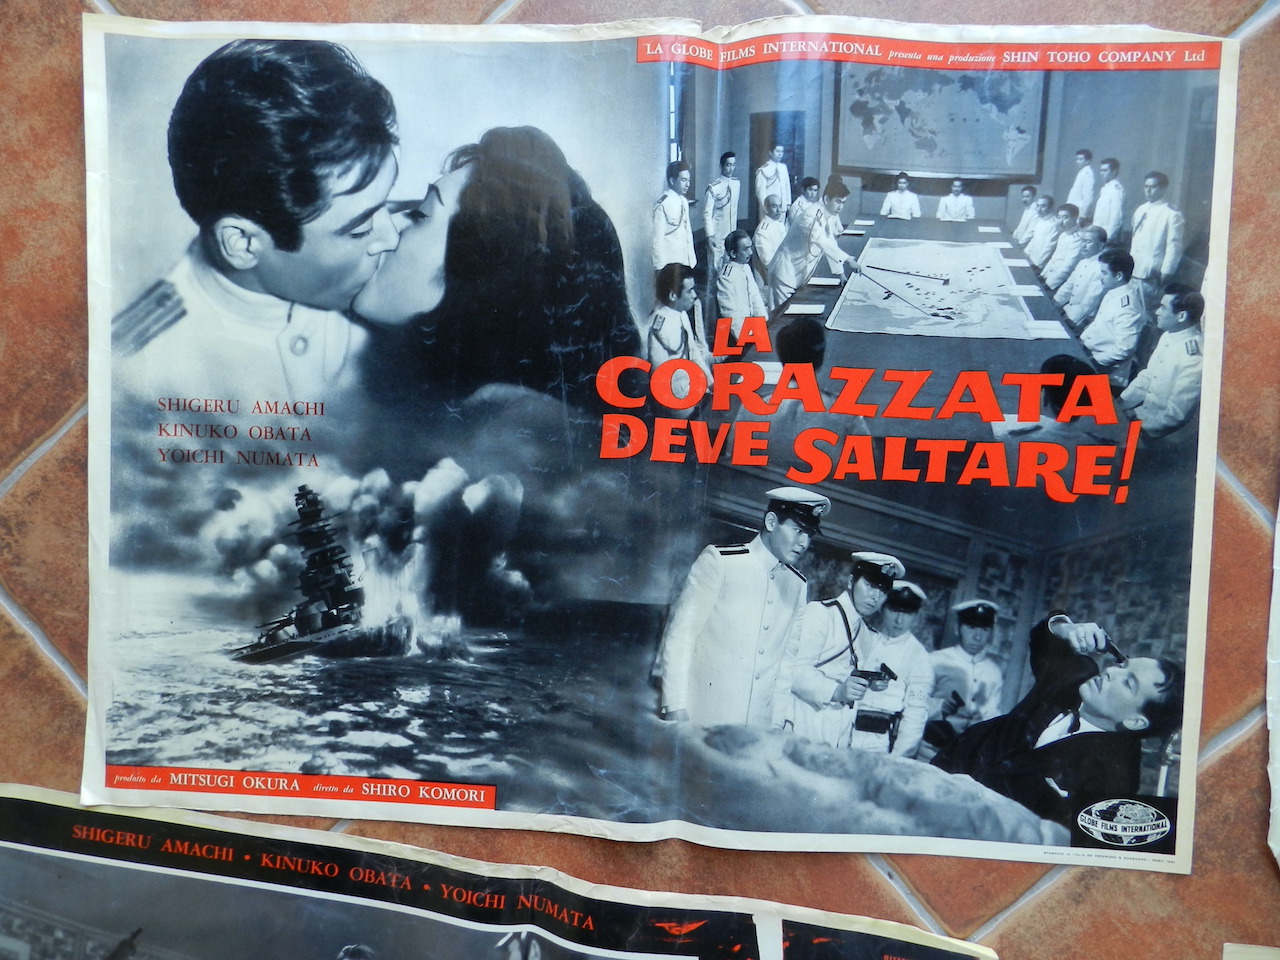 LA GLOBE FILMS INTERNATIONAL presenta una produzione SHIN TOHO COMPANY Ltd
LA
CORAZZATA
DEVE SALTARE!
SHIGERU AMACHI
KINUKO OBATA
YOICHI NUMATA
prodotto da MITSUGI OKURA diretto da SHIRO KOMORI
GLOBE FILMS INTERNATIONAL
SHIGERU AMACHI • KINUKO OBATA • YOICHI NUMATA